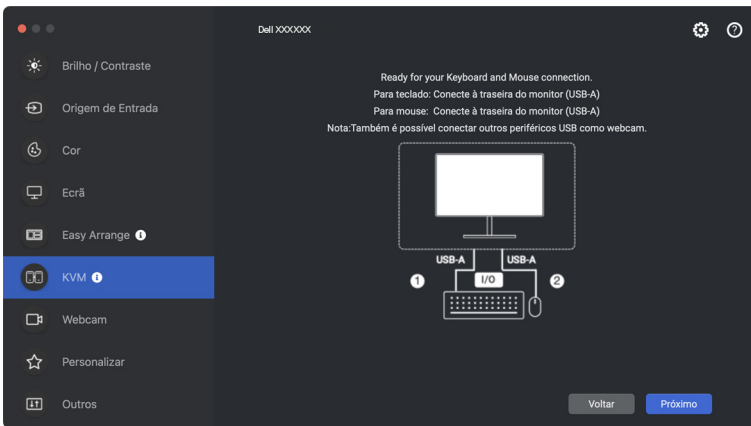 Dell XXXXXX
Brilho / Contraste
Origem de Entrada
Cor
Ecrã
Easy Arrange
KVM
Webcam
Personalizar
Outros
Ready for your Keyboard and Mouse connection.
Para teclado: Conecte à traseira do monitor (USB-A)
Para mouse: Conecte à traseira do monitor (USB-A)
Nota:Também é possível conectar outros periféricos USB como webcam.
USB-A USB-A
1 I/O 2
Voltar Próximo